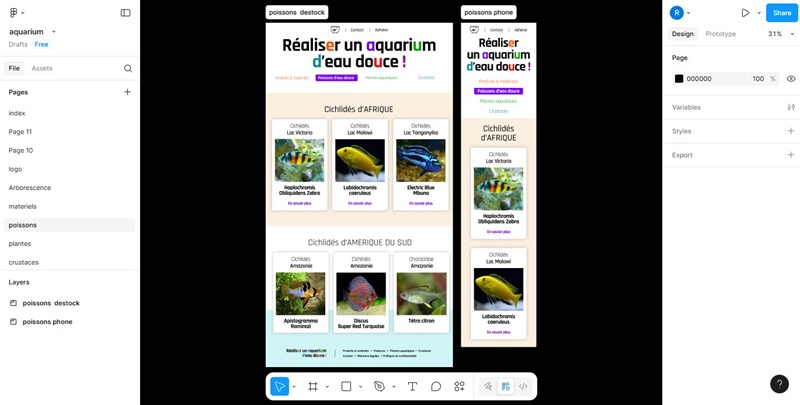 aquarium
Drafts
Free
File
Assets
Pages
index
Page 11
Page 10
logo
Arborescence
materiels
poissons
plantes
crustaces
Layers
poissons destock
poissons phone
poissons destock
| Contact | Adhérer
Réaliser un aquarium
d'eau douce !
Produits & matériels
Poissons d'eau douce
Plantes aquatiques
Crustacés
Cichlidés d'AFRIQUE
Cichlidés
Lac Victoria
Haplochromis
Obliquidens Zebra
En savoir plus
Cichlidés
Lac Malawi
Labidochromis
caeruleus
En savoir plus
Cichlidés
Lac Tanganyika
Electric Blue
Mbuna
En savoir plus
Cichlidés d'AMERIQUE DU SUD
Cichlidés
Amazonie
Apistogramma
Ramirezi
Cichlidés
Amazonie
Discus
Super Red Turquoise
Characidae
Amazonie
Tétra citron
Réaliser un aquarium
d'eau douce !
Produits et matériels | Poissons | Plantes aquatiques | Crustacés
Contact | Mentions légales | Politique de confidentialité
poissons phone
| Contact | Adhérer
Réaliser
un aquarium
d'eau douce !
Produits & matériels
Poissons d'eau douce
Plantes aquatiques
Crustacés
Cichlidés
d'AFRIQUE
Cichlidés
Lac Victoria
Haplochromis
Obliquidens Zebra
En savoir plus
Cichlidés
Lac Malawi
Labidochromis
caeruleus
En savoir plus
R
Share
Design
Prototype
31%
Page
000000
100
%
Variables
Styles
Export
?